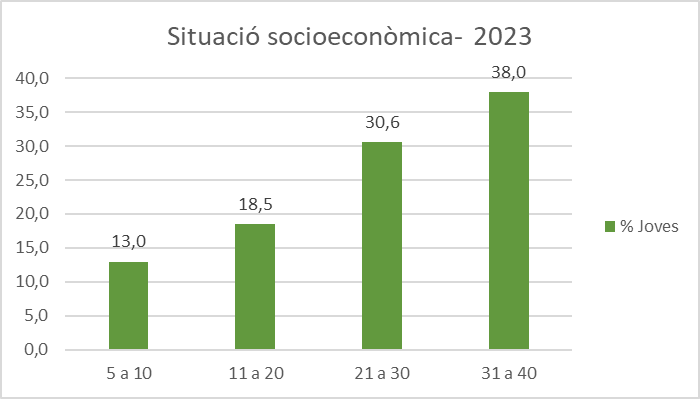 Situació socioeconòmica- 2023
40,0
35,0
30,0
25,0
20,0
15,0
10,0
5,0
0,0
13,0
18,5
30,6
38,0
5 a 10
11 a 20
21 a 30
31 a 40
% Joves